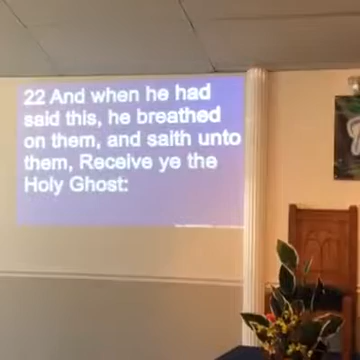 22 And when he had
said this, he breathed
on them, and saith unto
them, Receive ye the
Holy Ghost: